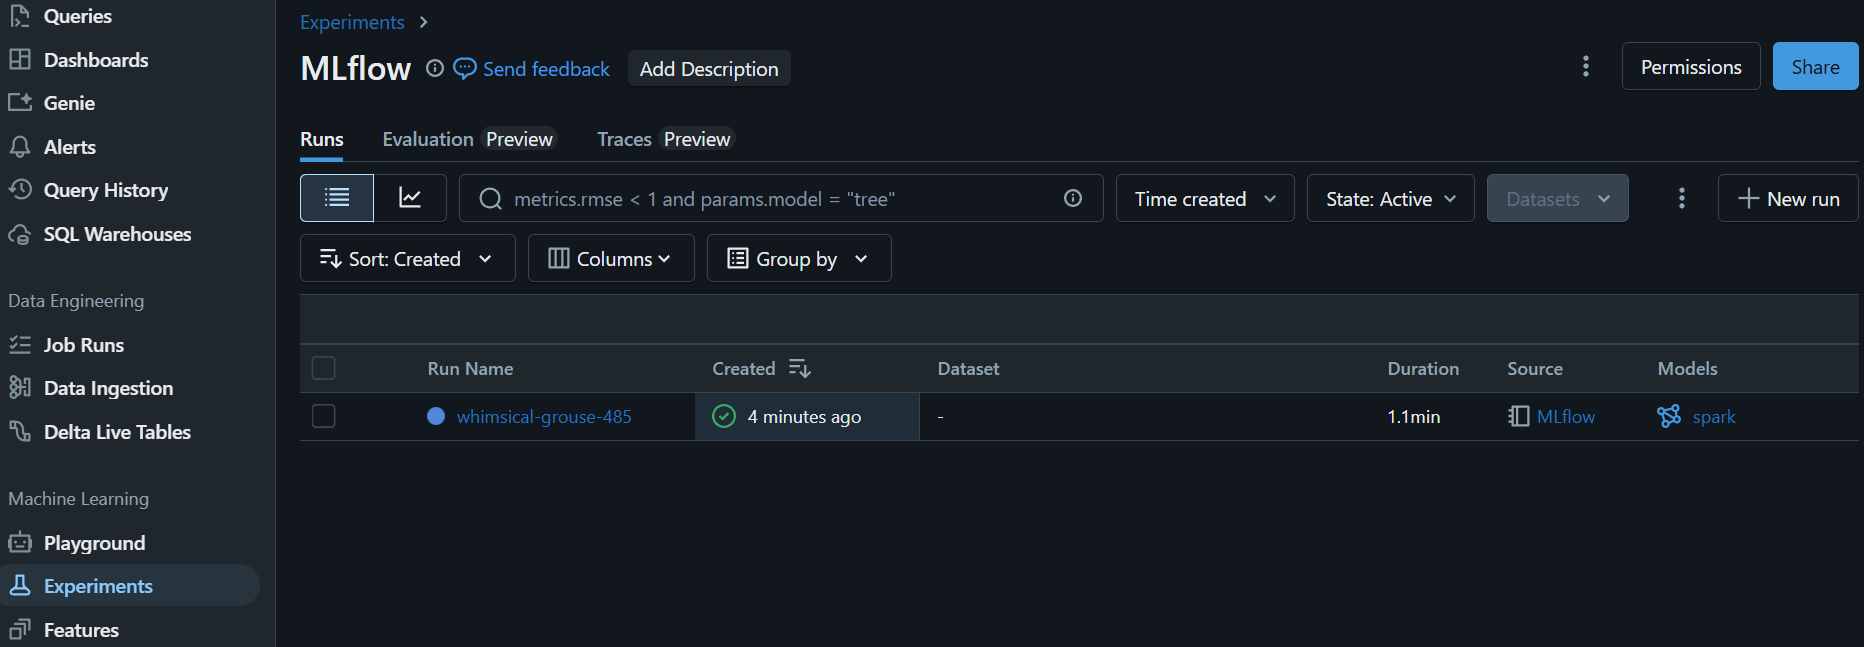 Queries
Dashboards
Genie
Alerts
Query History
SQL Warehouses
Data Engineering
Job Runs
Data Ingestion
Delta Live Tables
Machine Learning
Playground
Experiments
Features
Experiments
MLflow Send feedback Add Description
Permissions Share
Runs Evaluation Preview Traces Preview
metrics.rmse < 1 and params.model = "tree" Time created State: Active Datasets New run
Sort: Created Columns Group by
Run Name Created Dataset Duration Source Models
whimsical-grouse-485 4 minutes ago - 1.1min MLflow spark